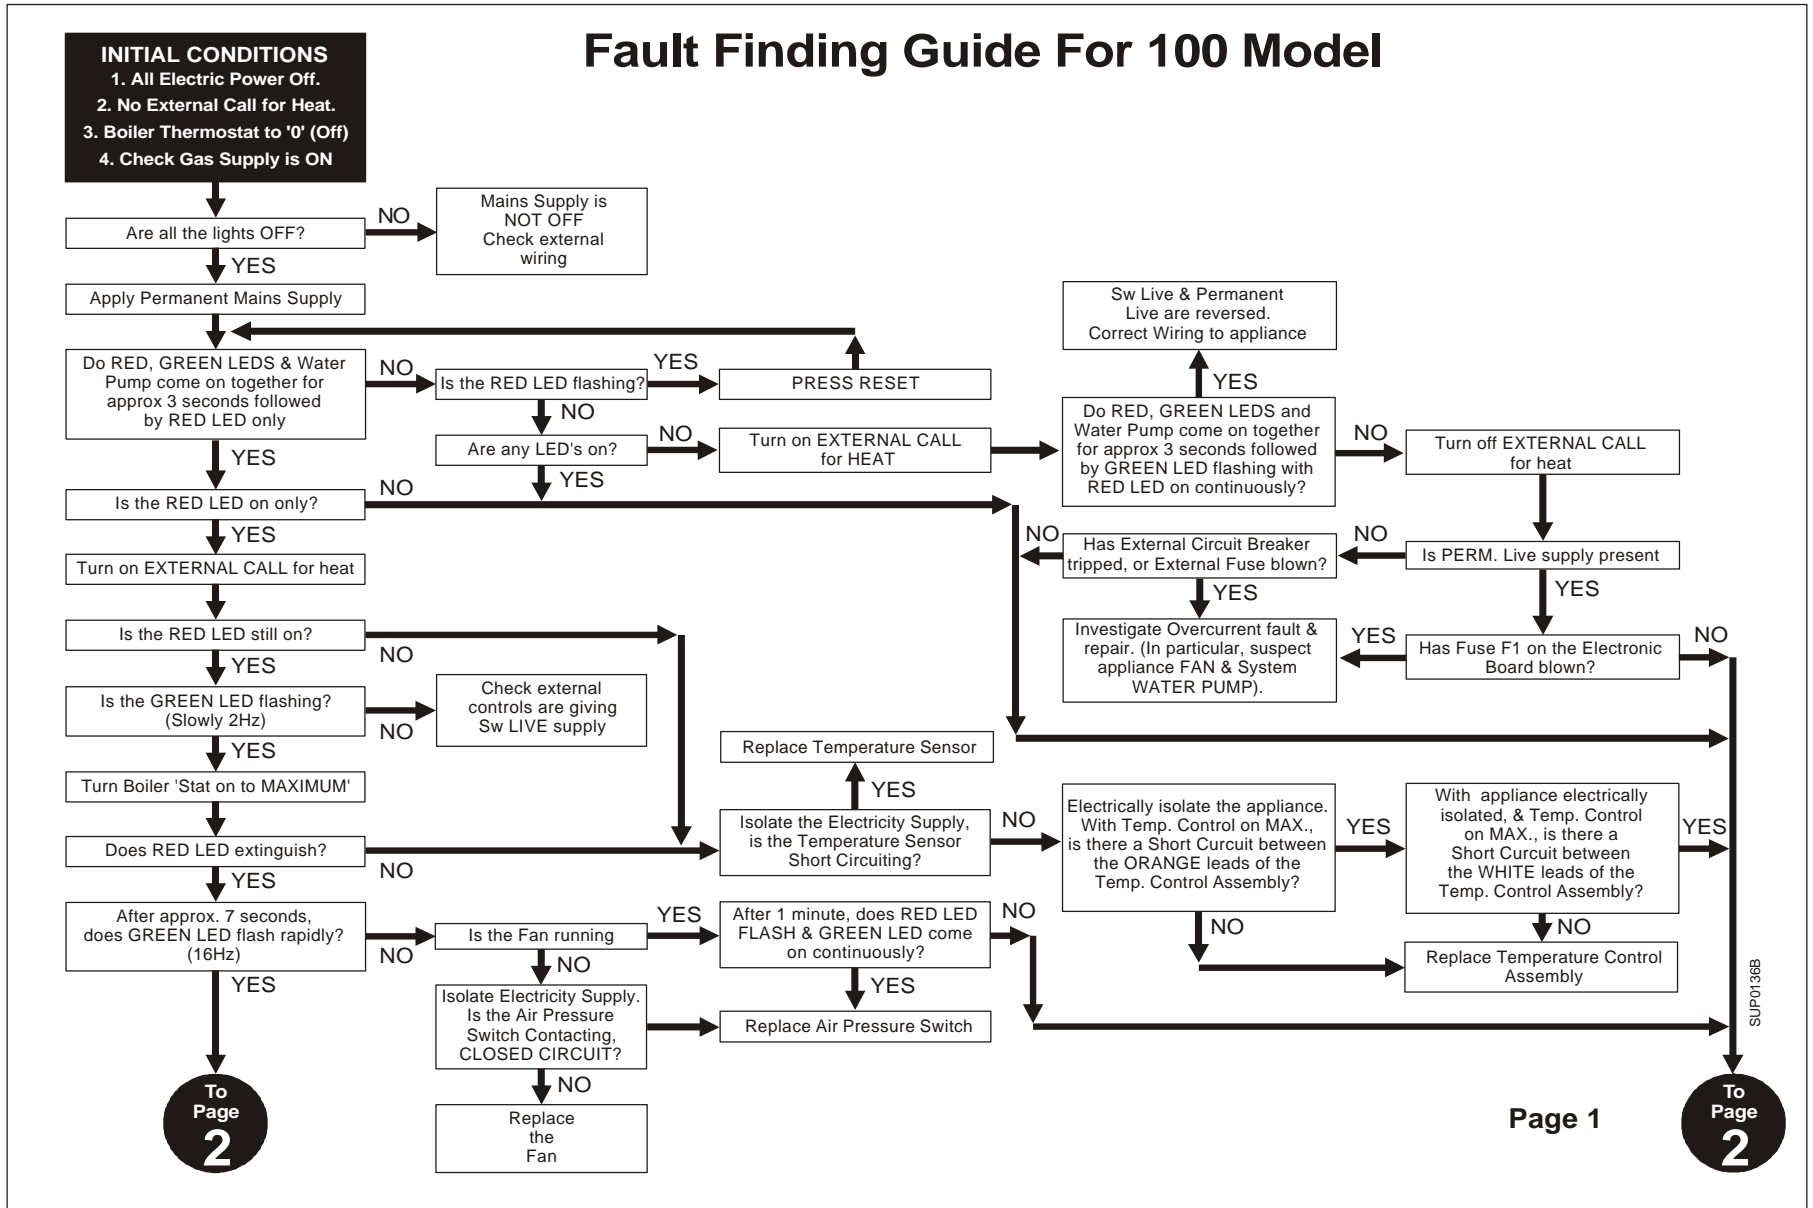 Fault Finding Guide For 100 Model
INITIAL CONDITIONS
1. All Electric Power Off.
2. No External Call for Heat.
3. Boiler Thermostat to '0' (Off)
4. Check Gas Supply is ON
Are all the lights OFF?
NO
Mains Supply is
NOT OFF
Check external
wiring
YES
Apply Permanent Mains Supply
Do RED, GREEN LEDS & Water
Pump come on together for
approx 3 seconds followed
by RED LED only
NO
Is the RED LED flashing?
YES
PRESS RESET
NO
Are any LED's on?
NO
Turn on EXTERNAL CALL
for HEAT
YES
Sw Live & Permanent
Live are reversed.
Correct Wiring to appliance
YES
Do RED, GREEN LEDS and
Water Pump come on together
for approx 3 seconds followed
by GREEN LED flashing with
RED LED on continuously?
NO
Turn off EXTERNAL CALL
for heat
YES
Is the RED LED on only?
NO
YES
Turn on EXTERNAL CALL for heat
NO
Has External Circuit Breaker
tripped, or External Fuse blown?
NO
Is PERM. Live supply present
YES
YES
Investigate Overcurrent fault &
repair. (In particular, suspect
appliance FAN & System
WATER PUMP).
YES
Has Fuse F1 on the Electronic
Board blown?
NO
Is the RED LED still on?
NO
YES
Is the GREEN LED flashing?
(Slowly 2Hz)
NO
Check external
controls are giving
Sw LIVE supply
YES
Turn Boiler 'Stat on to MAXIMUM'
Replace Temperature Sensor
YES
Does RED LED extinguish?
NO
Isolate the Electricity Supply,
is the Temperature Sensor
Short Circuiting?
NO
Electrically isolate the appliance.
With Temp. Control on MAX.,
is there a Short Curcuit between
the ORANGE leads of the
Temp. Control Assembly?
YES
With appliance electrically
isolated, & Temp. Control
on MAX., is there a
Short Curcuit between
the WHITE leads of the
Temp. Control Assembly?
YES
NO
NO
Replace Temperature Control
Assembly
YES
After approx. 7 seconds,
does GREEN LED flash rapidly?
(16Hz)
NO
Is the Fan running
YES
After 1 minute, does RED LED
FLASH & GREEN LED come
on continuously?
NO
YES
NO
YES
Isolate Electricity Supply.
Is the Air Pressure
Switch Contacting,
CLOSED CIRCUIT?
Replace Air Pressure Switch
NO
Replace
the
Fan
To
Page
2
Page 1
To
Page
2
SUP0136B